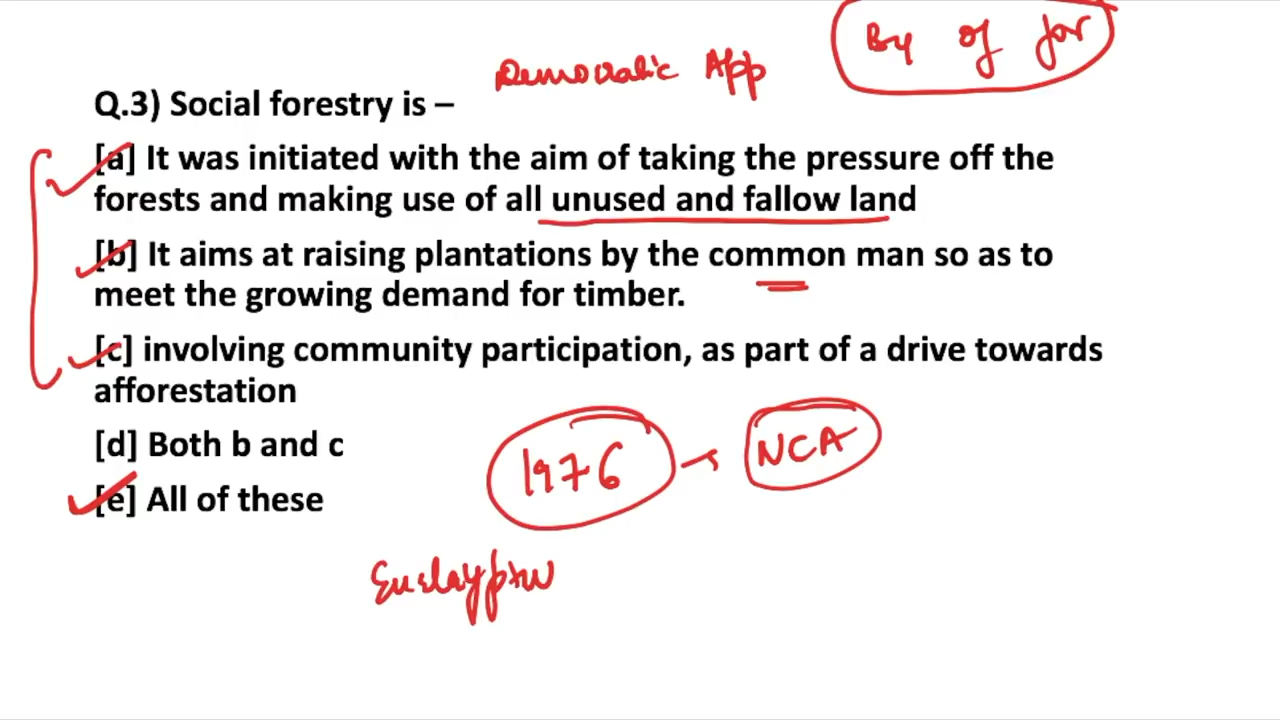 By of for
Democratic App
Q.3) Social forestry is –
[a] It was initiated with the aim of taking the pressure off the
forests and making use of all unused and fallow land
[b] It aims at raising plantations by the common man so as to
meet the growing demand for timber.
[c] involving community participation, as part of a drive towards
afforestation
[d] Both b and c
1976 → NCA
[e] All of these